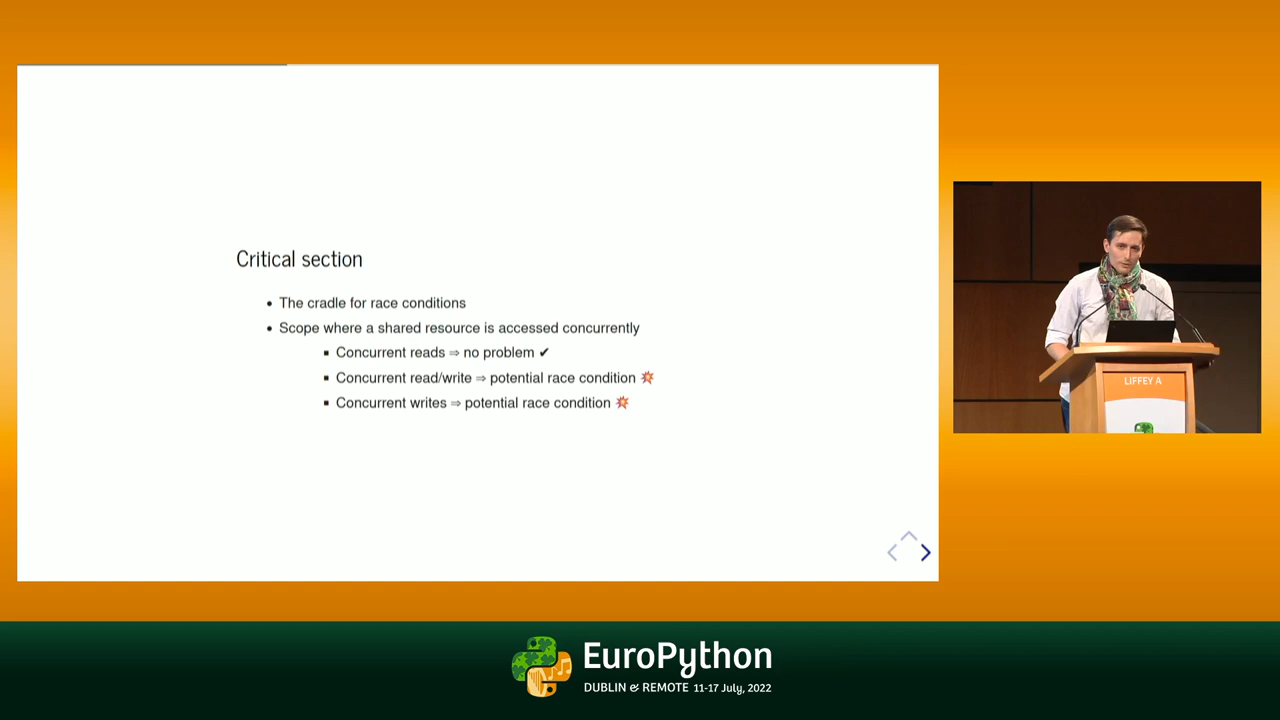 Critical section
• The cradle for race conditions
• Scope where a shared resource is accessed concurrently
▪ Concurrent reads ⇒ no problem ✔
▪ Concurrent read/write ⇒ potential race condition 💥
▪ Concurrent writes ⇒ potential race condition 💥
LIFFEY A
EuroPython
DUBLIN & REMOTE 11-17 July, 2022